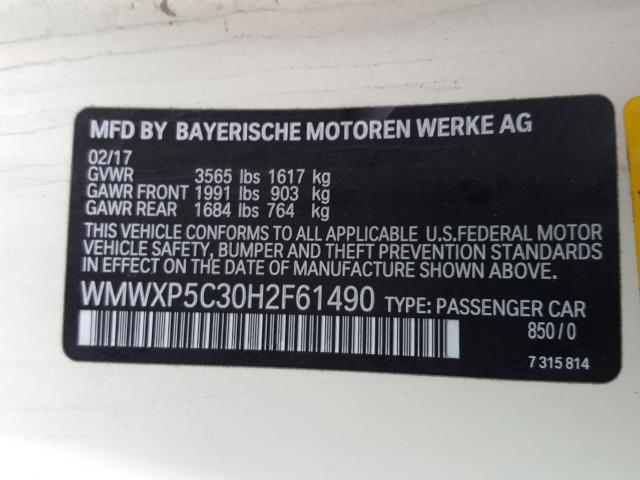 MFD BY BAYERISCHE MOTOREN WERKE AG
02/17
GVWR 3565 lbs 1617 kg
GAWR FRONT 1991 lbs 903 kg
GAWR REAR 1684 lbs 764 kg
THIS VEHICLE CONFORMS TO ALL APPLICABLE U.S.FEDERAL MOTOR
VEHICLE SAFETY, BUMPER AND THEFT PREVENTION STANDARDS
IN EFFECT ON THE DATE OF MANUFACTURE SHOWN ABOVE.
WMWXP5C30H2F61490 TYPE: PASSENGER CAR
850/0
7 315 814